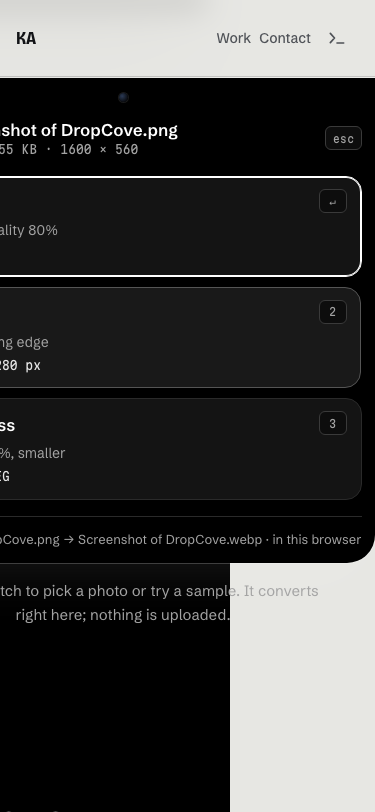 KA
Work Contact
shot of DropCove.png
55 KB · 1600 × 560
esc
↵
ality 80%
2
ng edge
280 px
ss
3
%, smaller
EG
oCove.png → Screenshot of DropCove.webp · in this browser
tch to pick a photo or try a sample. It converts
right here; nothing is uploaded.